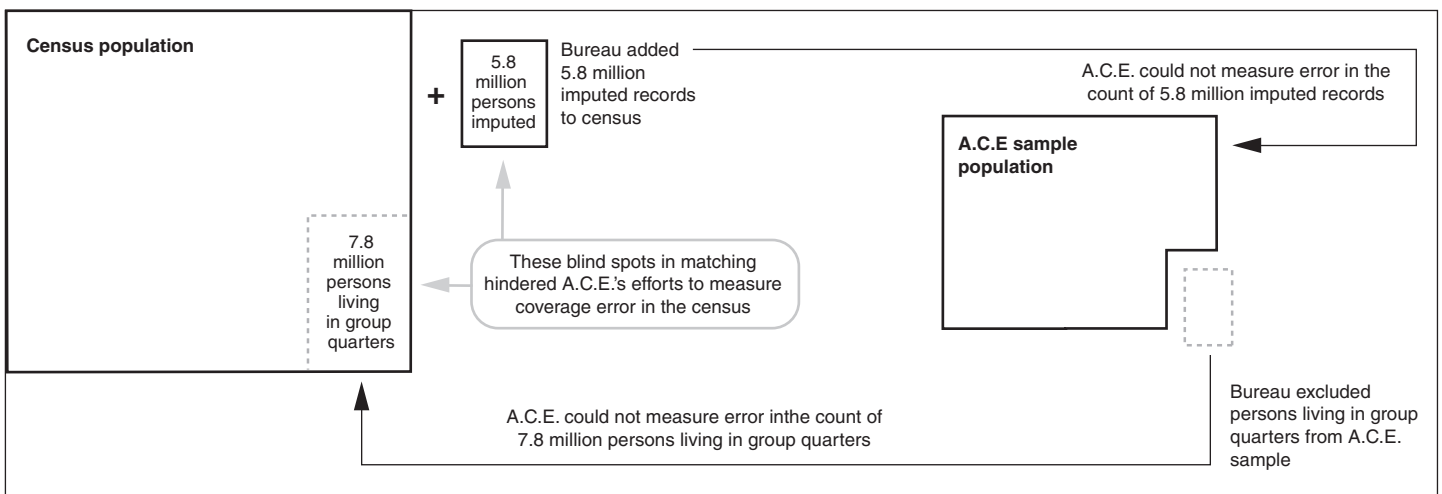 Census population
5.8
million
persons
imputed
+
Bureau added
5.8 million
imputed records
to census
A.C.E. could not measure error in the
count of 5.8 million imputed records
A.C.E sample
population
7.8
million
persons
living
in group
quarters
These blind spots in matching
hindered A.C.E.'s efforts to measure
coverage error in the census
A.C.E. could not measure error inthe count of
7.8 million persons living in group quarters
Bureau excluded
persons living in group
quarters from A.C.E.
sample